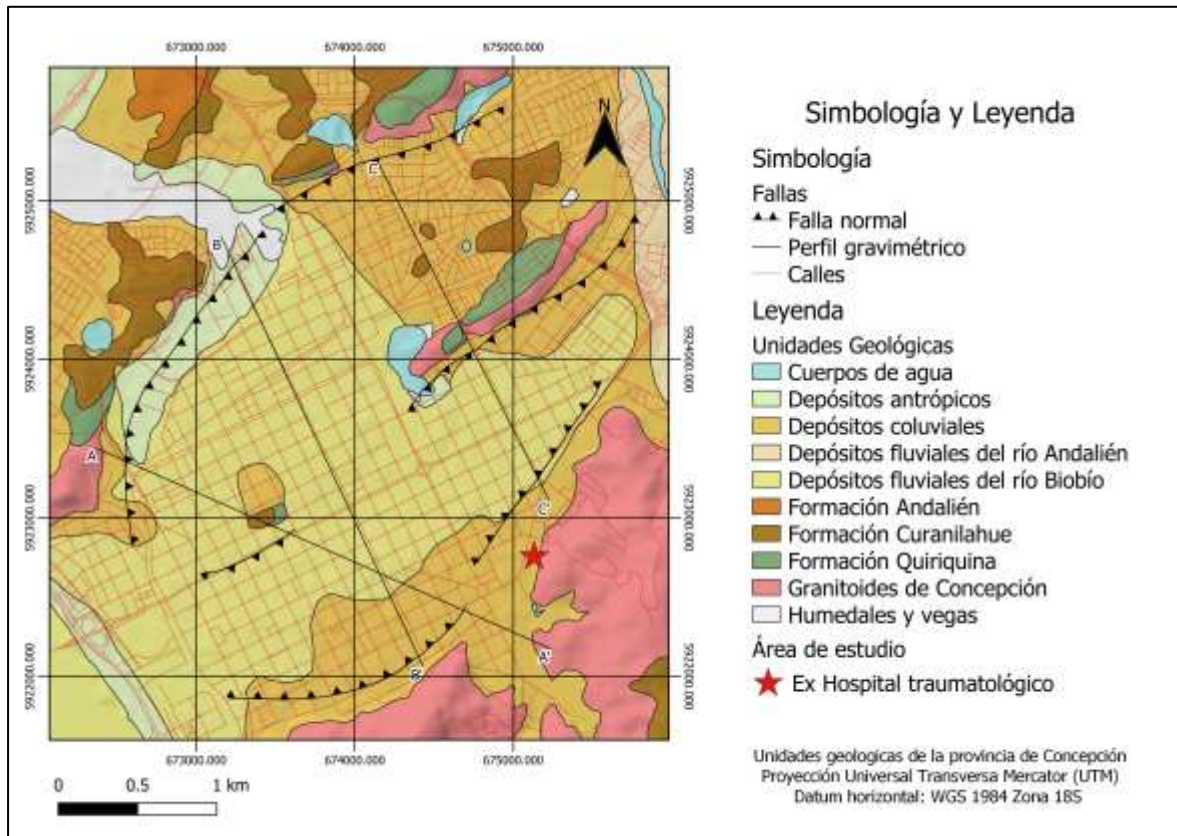 673000.000 674000.000 675000.000
N
C
5925000.000 5925000.000
B
5924000.000 5924000.000
A
C'
5923000.000 5923000.000
A'
B'
5922000.000 5922000.000
673000.000 674000.000 675000.000
0 0.5 1 km
Simbología y Leyenda
Simbología
Fallas
Falla normal
Perfil gravimétrico
Calles
Leyenda
Unidades Geológicas
Cuerpos de agua
Depósitos antrópicos
Depósitos coluviales
Depósitos fluviales del río Andalién
Depósitos fluviales del río Biobío
Formación Andalién
Formación Curanilahue
Formación Quiriquina
Granitoides de Concepción
Humedales y vegas
Área de estudio
Ex Hospital traumatológico
Unidades geologicas de la provincia de Concepción
Proyección Universal Transversa Mercator (UTM)
Datum horizontal: WGS 1984 Zona 18S